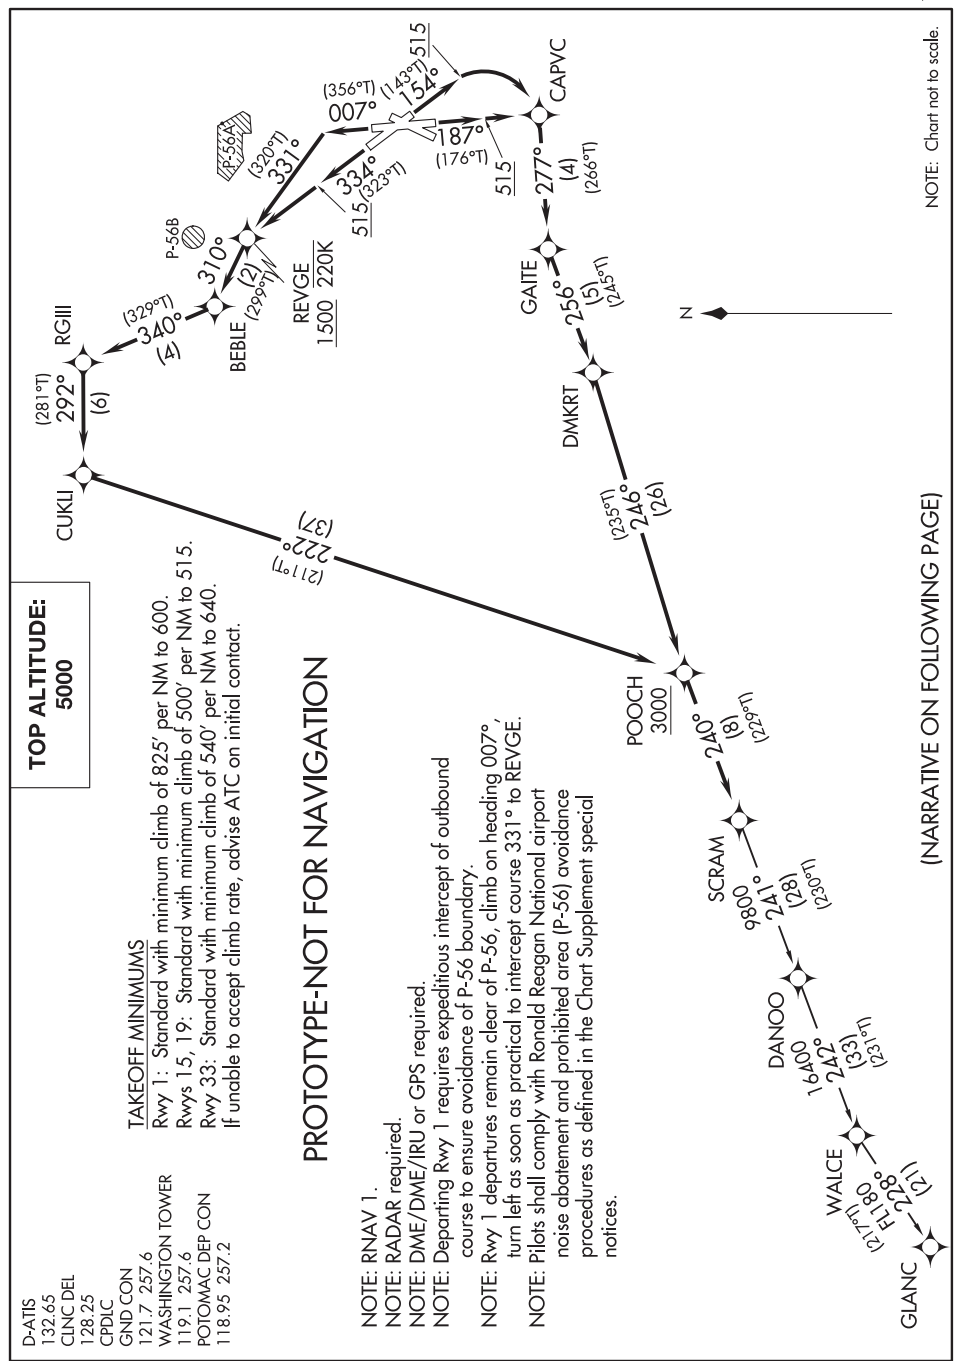 D-ATIS
132.65
CLNC DEL
128.25
CPDLC
GND CON
121.7 257.6
WASHINGTON TOWER
119.1 257.6
POTOMAC DEP CON
118.95 257.2
TOP ALTITUDE:
5000
TAKEOFF MINIMUMS
Rwy 1: Standard with minimum climb of 825' per NM to 600.
Rwys 15, 19: Standard with minimum climb of 500' per NM to 515.
Rwy 33: Standard with minimum climb of 540' per NM to 640.
If unable to accept climb rate, advise ATC on initial contact.
PROTOTYPE-NOT FOR NAVIGATION
NOTE: RNAV 1.
NOTE: RADAR required.
NOTE: DME/DME/IRU or GPS required.
NOTE: Departing Rwy 1 requires expeditious intercept of outbound
course to ensure avoidance of P-56 boundary.
NOTE: Rwy 1 departures remain clear of P-56, climb on heading 007°,
turn left as soon as practical to intercept course 331° to REVGE.
NOTE: Pilots shall comply with Ronald Reagan National airport
noise abatement and prohibited area (P-56) avoidance
procedures as defined in the Chart Supplement special
notices.
CUKLI
(281°T)
292°
(6)
RGIII
(329°T)
340°
(4)
BEBLE
P-56B
310°
(2)
(299°T)
REVGE
1500 220K
P-56A
(320°T)
331°
(356°T)
007°
334°
(323°T)
515
(143°T)
154°
515
187°
(176°T)
515
CAPVC
277°
(4)
(266°T)
GAITE
256°
(5)
(245°T)
DMKRT
(235°T)
246°
(26)
(37)
222°
(211°T)
POOCH
3000
240°
(8)
(229°T)
SCRAM
9800
241°
(28)
(230°T)
DANOO
16400
242°
(33)
(231°T)
WALCE
(217°T)
FL180
228°
(21)
GLANC
N
NOTE: Chart not to scale.
(NARRATIVE ON FOLLOWING PAGE)